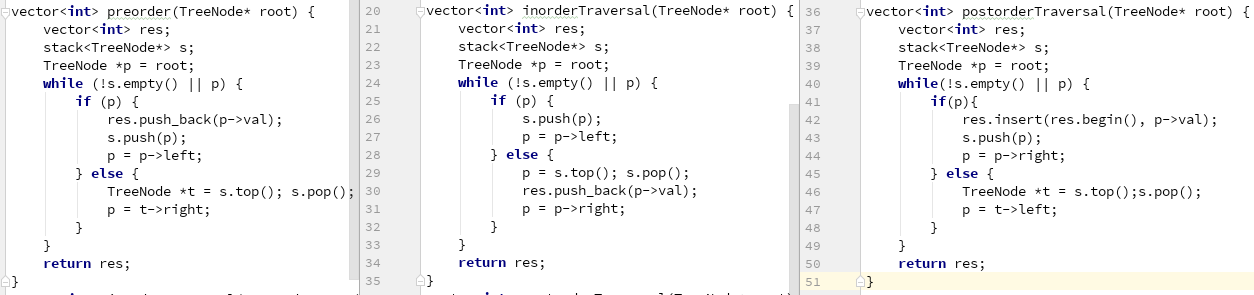 vector<int> preorder(TreeNode* root) {
vector<int> res;
stack<TreeNode*> s;
TreeNode *p = root;
while (!s.empty() || p) {
if (p) {
res.push_back(p->val);
s.push(p);
p = p->left;
} else {
TreeNode *t = s.top(); s.pop();
p = t->right;
}
}
return res;
}
20 vector<int> inorderTraversal(TreeNode* root) {
21 vector<int> res;
22 stack<TreeNode*> s;
23 TreeNode *p = root;
24 while (!s.empty() || p) {
25 if (p) {
26 s.push(p);
27 p = p->left;
28 } else {
29 p = s.top(); s.pop();
30 res.push_back(p->val);
31 p = p->right;
32 }
33 }
34 return res;
35 }
36 vector<int> postorderTraversal(TreeNode* root) {
37 vector<int> res;
38 stack<TreeNode*> s;
39 TreeNode *p = root;
40 while(!s.empty() || p) {
41 if(p){
42 res.insert(res.begin(), p->val);
43 s.push(p);
44 p = p->right;
45 } else {
46 TreeNode *t = s.top();s.pop();
47 p = t->left;
48 }
49 }
50 return res;
51 }